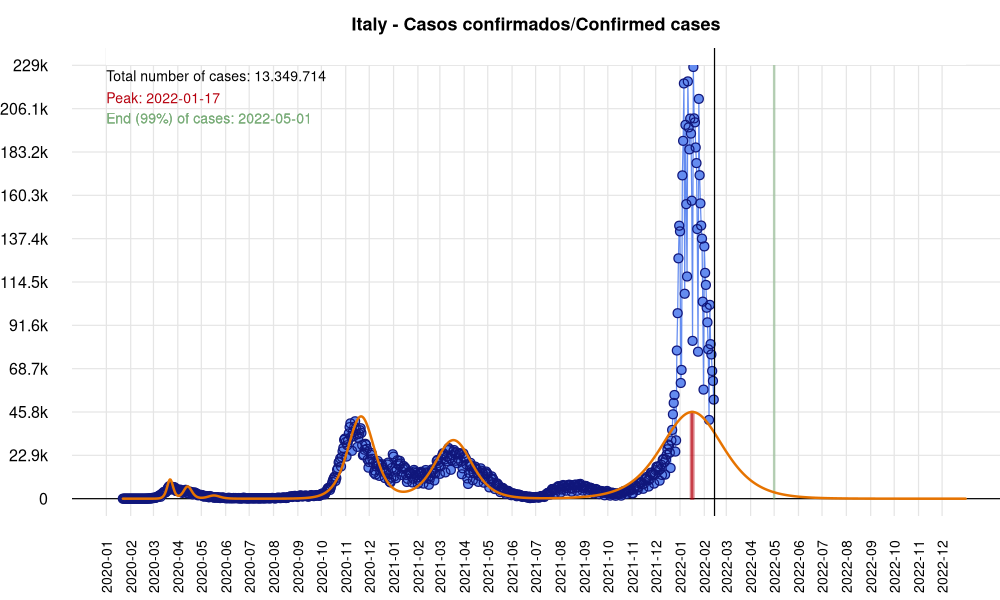 Italy - Casos confirmados/Confirmed cases
229k
206.1k
183.2k
160.3k
137.4k
114.5k
91.6k
68.7k
45.8k
22.9k
0
Total number of cases: 13.349.714
Peak: 2022-01-17
End (99%) of cases: 2022-05-01
2020-01
2020-02
2020-03
2020-04
2020-05
2020-06
2020-07
2020-08
2020-09
2020-10
2020-11
2020-12
2021-01
2021-02
2021-03
2021-04
2021-05
2021-06
2021-07
2021-08
2021-09
2021-10
2021-11
2021-12
2022-01
2022-02
2022-03
2022-04
2022-05
2022-06
2022-07
2022-08
2022-09
2022-10
2022-11
2022-12